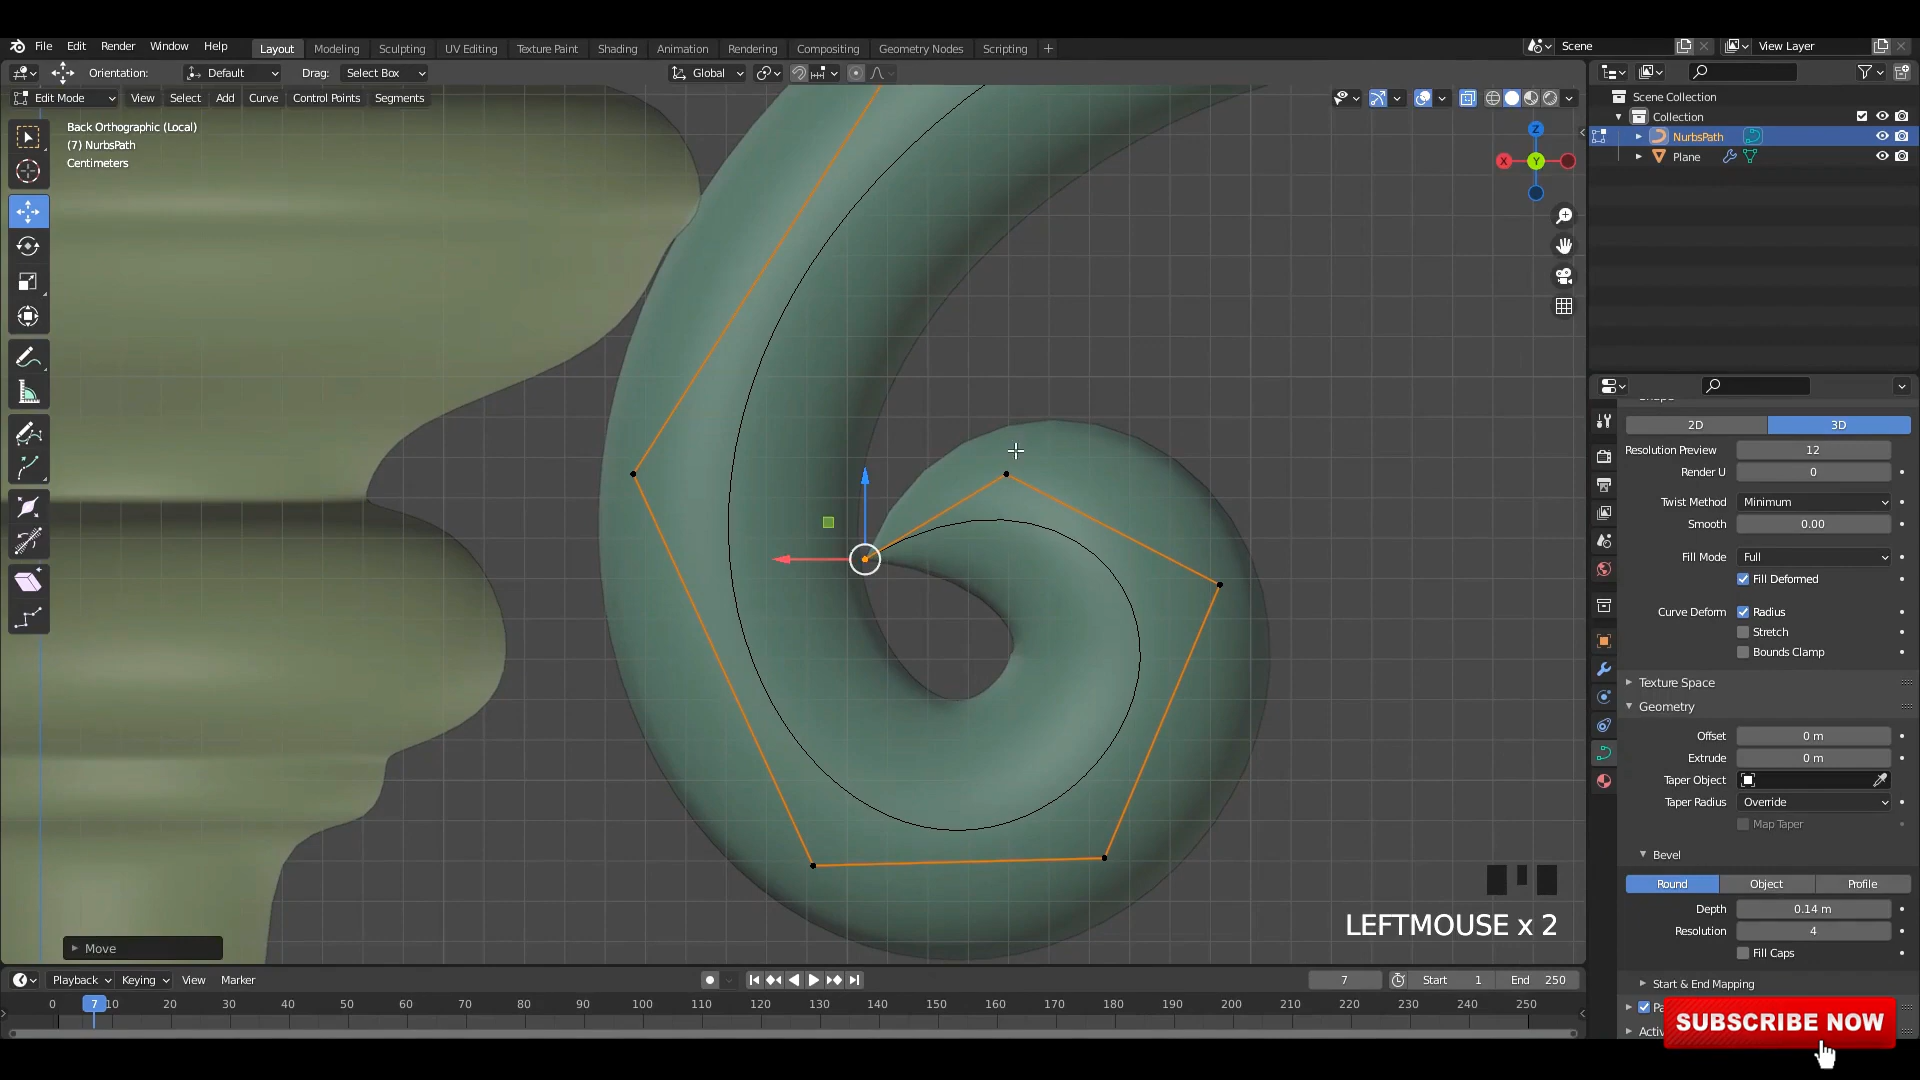 File Edit Render Window Help Layout Modeling Sculpting UV Editing Texture Paint Shading Animation Rendering Compositing Geometry Nodes Scripting + Scene View Layer
Orientation: Default Drag: Select Box Global
Edit Mode View Select Add Curve Control Points Segments
Back Orthographic (Local)
(7) NurbsPath
Centimeters
Z
X
Y
Scene Collection
Collection
NurbsPath
Plane
2D 3D
Resolution Preview 12
Render U 0
Twist Method Minimum
Smooth 0.00
Fill Mode Full
Fill Deformed
Curve Deform Radius
Stretch
Bounds Clamp
Texture Space
Geometry
Offset 0 m
Extrude 0 m
Taper Object
Taper Radius Override
Map Taper
Bevel
Round Object Profile
Depth 0.14 m
Resolution 4
Fill Caps
Start & End Mapping
LEFTMOUSE x 2
Move
Playback Keying View Marker 7 Start 1 End 250
0 7 10 20 30 40 50 60 70 80 90 100 110 120 130 140 150 160 170 180 190 200 210 220 230 240 250
SUBSCRIBE NOW